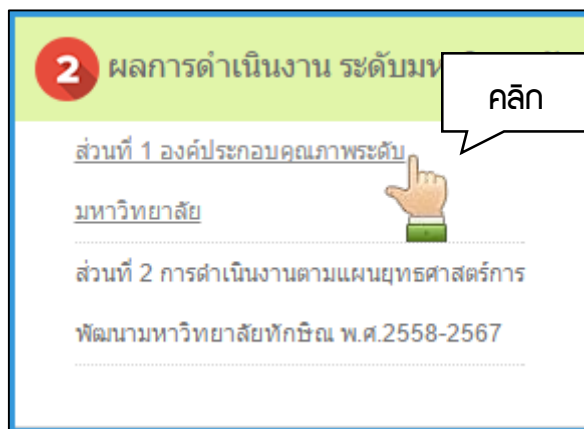 2 ผลการดำเนินงาน ระดับม
คลิก
ส่วนที่ 1 องค์ประกอบคุณภาพระดับ
มหาวิทยาลัย
ส่วนที่ 2 การดำเนินงานตามแผนยุทธศาสตร์การ
พัฒนามหาวิทยาลัยทักษิณ พ.ศ.2558-2567